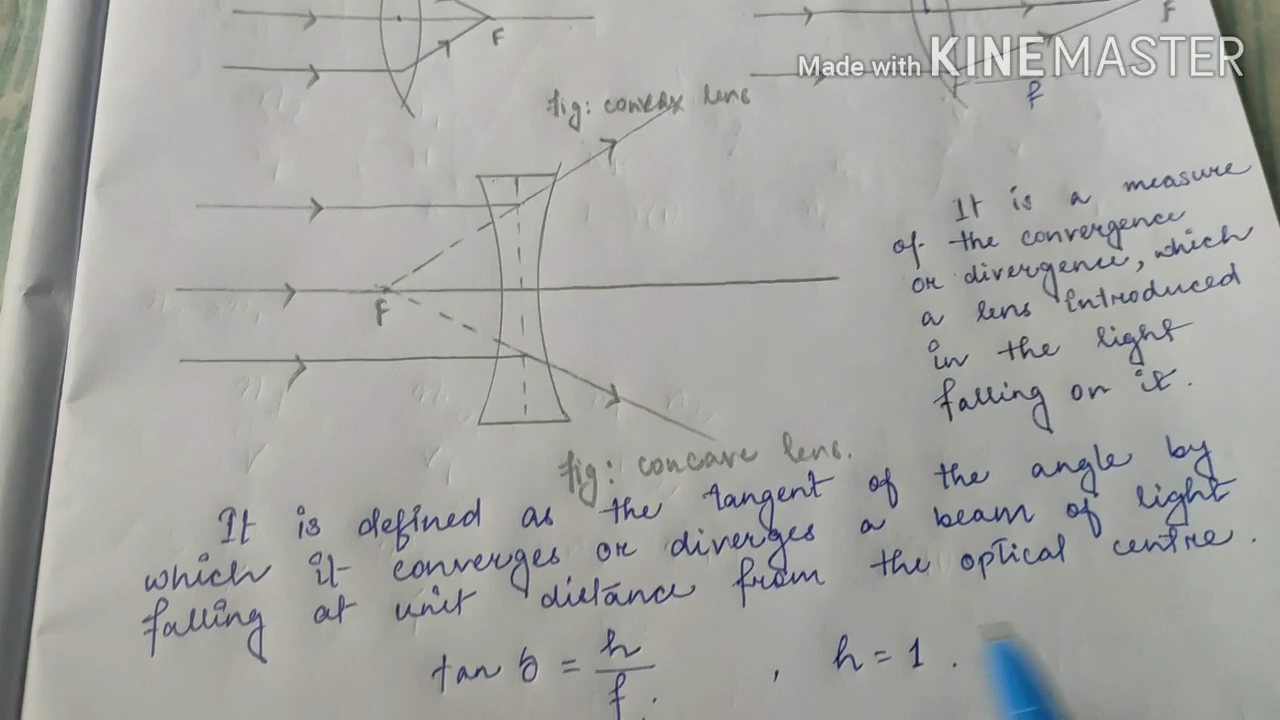 F
F
Made with KINEMASTER
f
fig: convex lens
It is a measure
of the convergence
or divergence, which
a lens introduced
in the light
falling on it.
F
fig: concave lens.
It is defined as the tangent of the angle by
which it converges or diverges a beam of light
falling at unit distance from the optical centre.
tan δ = h/f. , h = 1.